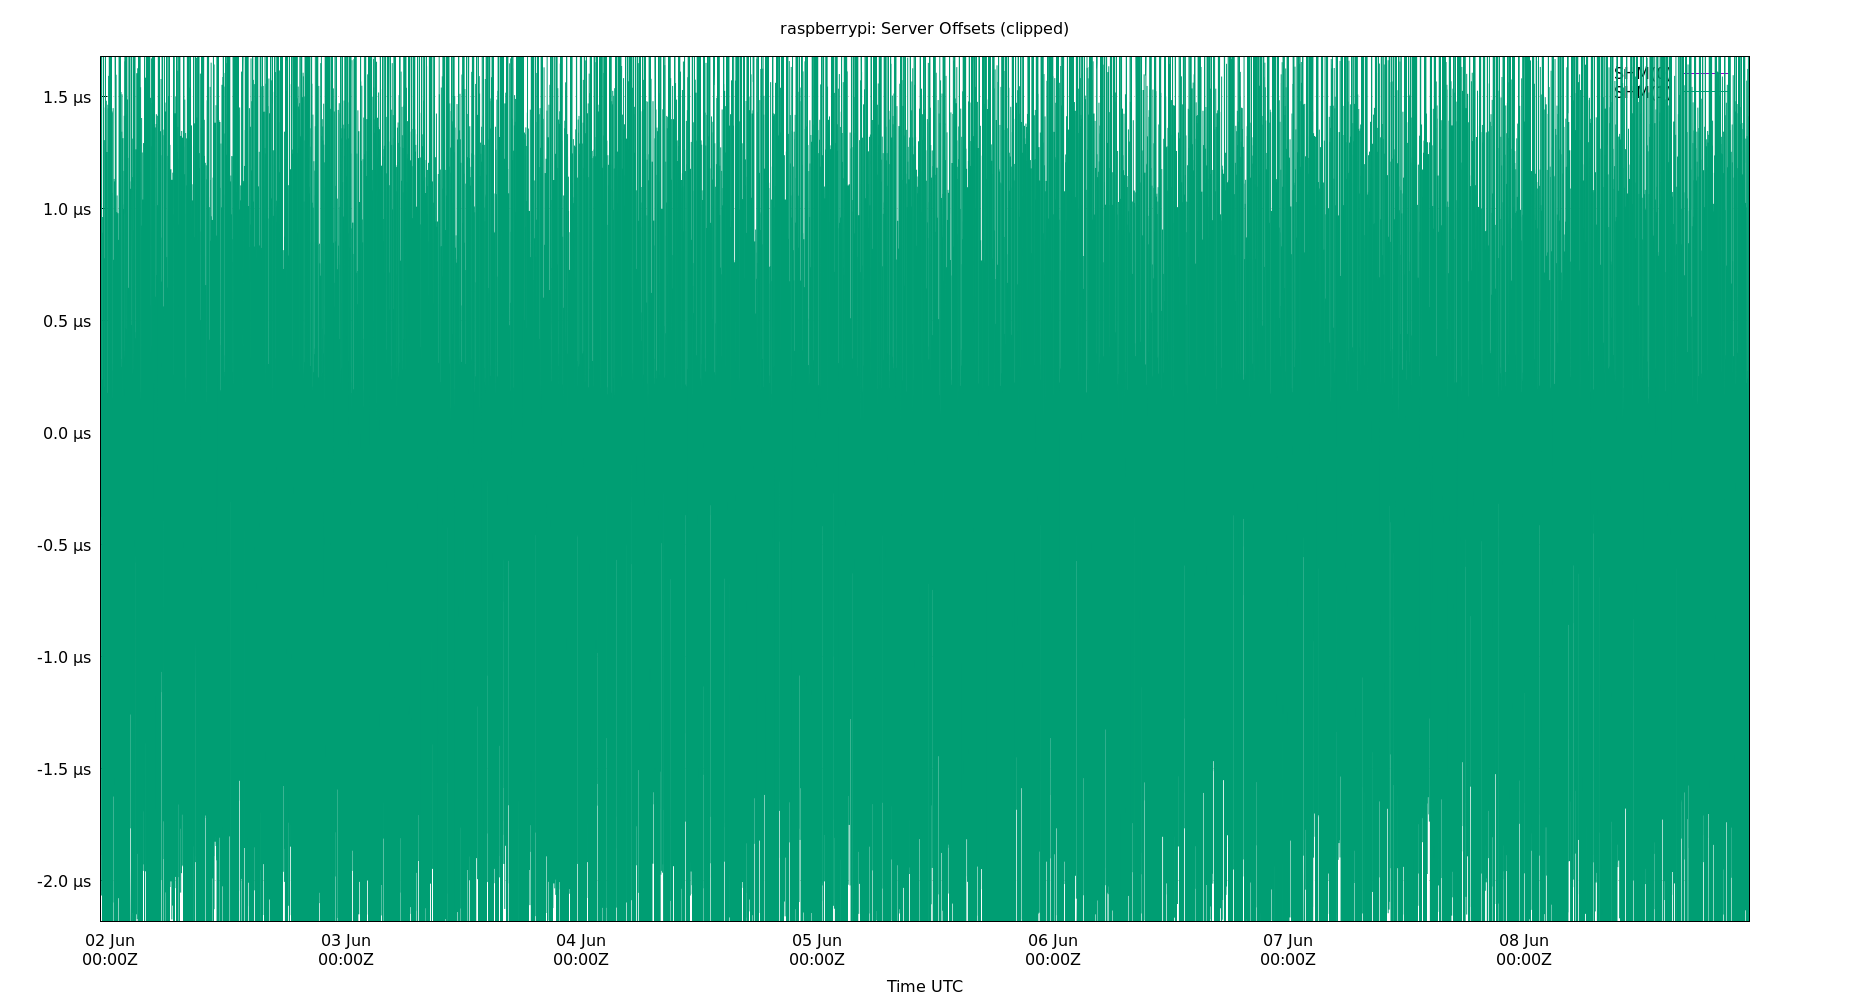 raspberrypi: Server Offsets (clipped)
1.5 µs
1.0 µs
0.5 µs
0.0 µs
-0.5 µs
-1.0 µs
-1.5 µs
-2.0 µs
02 Jun 03 Jun 04 Jun 05 Jun 06 Jun 07 Jun 08 Jun
00:00Z 00:00Z 00:00Z 00:00Z 00:00Z 00:00Z 00:00Z
Time UTC